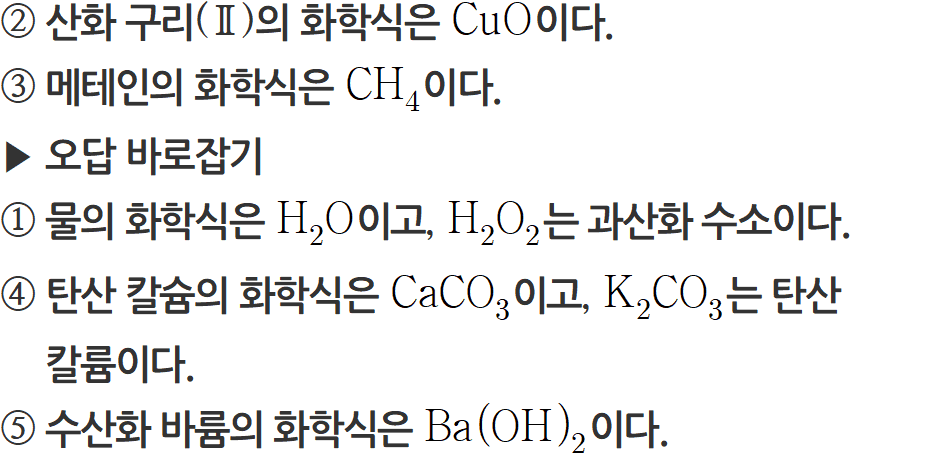 ② 산화 구리(Ⅱ)의 화학식은 CuO이다.
③ 메테인의 화학식은 CH₄이다.
▶ 오답 바로잡기
① 물의 화학식은 H₂O이고, H₂O₂는 과산화 수소이다.
④ 탄산 칼슘의 화학식은 CaCO₃이고, K₂CO₃는 탄산
칼륨이다.
⑤ 수산화 바륨의 화학식은 Ba(OH)₂이다.